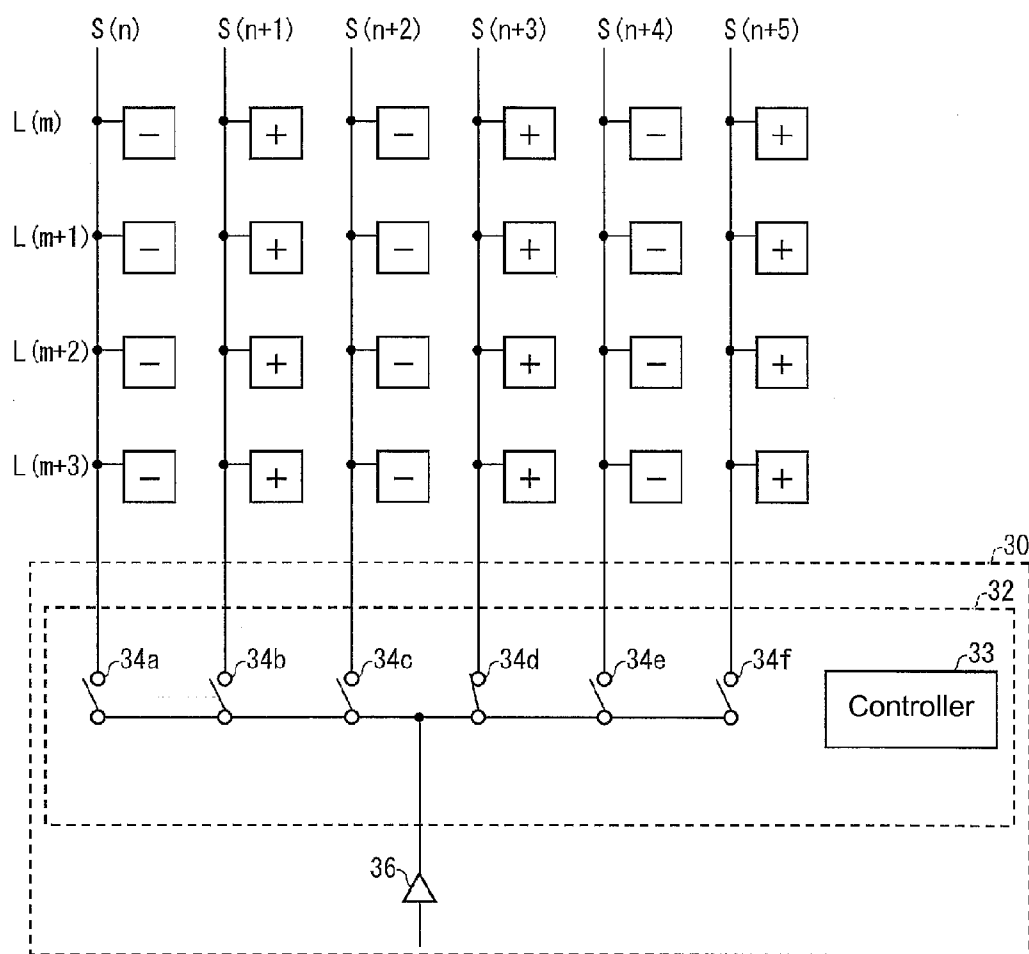 S(n) S(n+1) S(n+2) S(n+3) S(n+4) S(n+5)
L(m) − + − + − +
L(m+1) − + − + − +
L(m+2) − + − + − +
L(m+3) − + − + − +
30
32
34a 34b 34c 34d 34e 34f 33
Controller
36